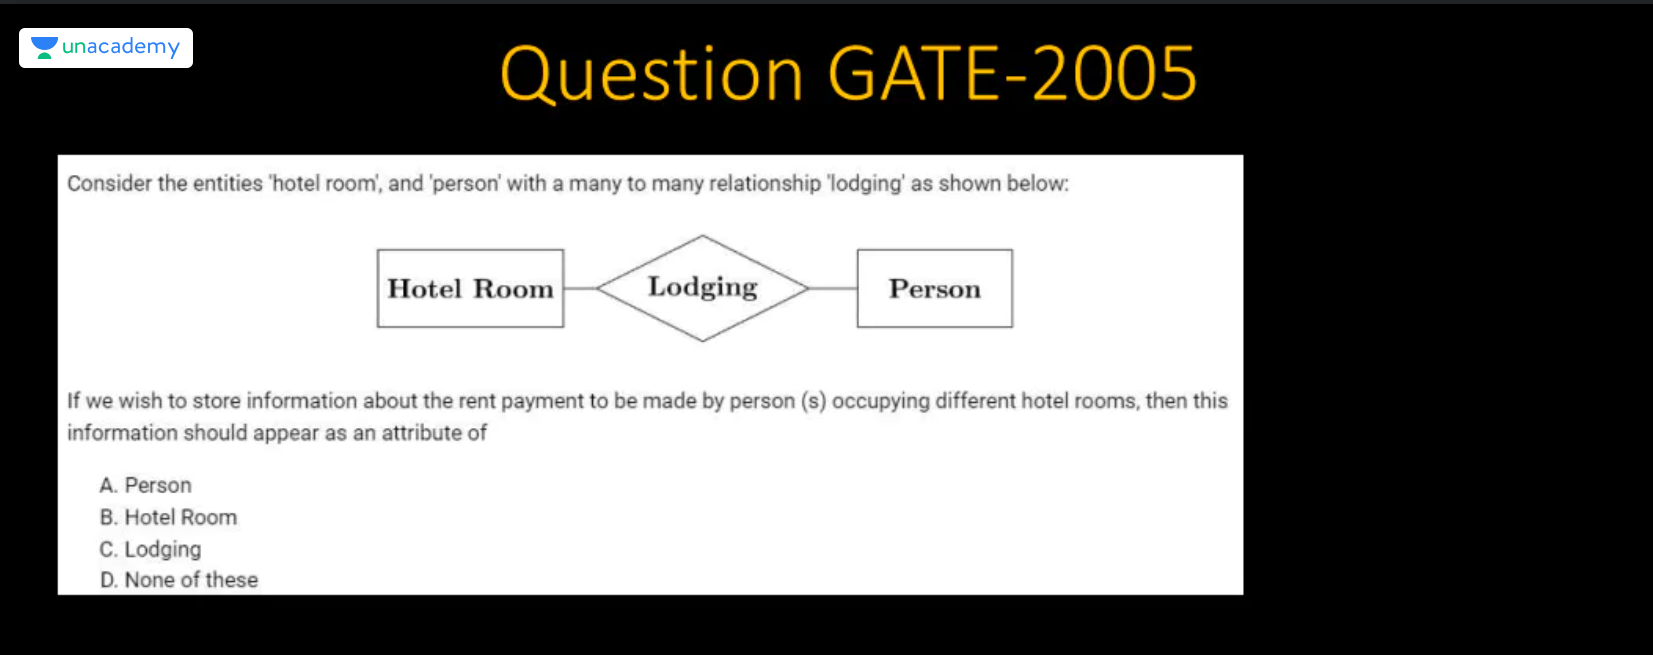 unacademy
Question GATE-2005
Consider the entities 'hotel room', and 'person' with a many to many relationship 'lodging' as shown below:
Hotel Room
Lodging
Person
If we wish to store information about the rent payment to be made by person (s) occupying different hotel rooms, then this
information should appear as an attribute of
A. Person
B. Hotel Room
C. Lodging
D. None of these